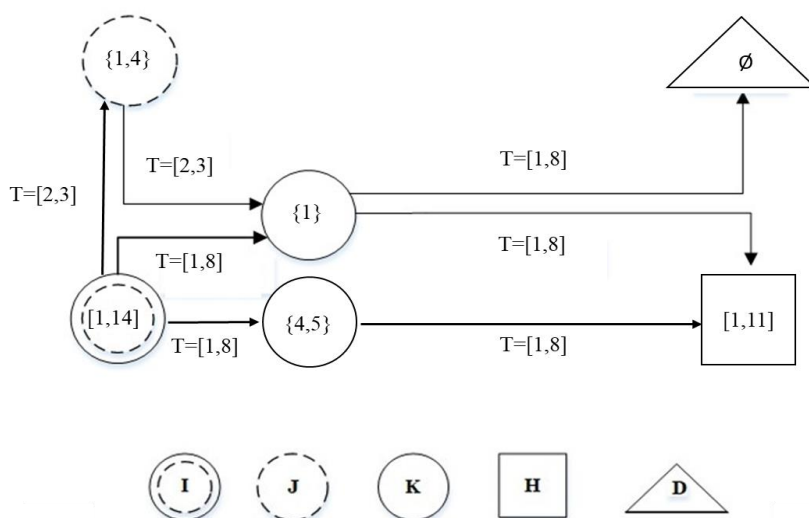 {1,4}
Ø
T=[2,3]
T=[1,8]
T=[2,3]
{1}
T=[1,8]
T=[1,8]
[1,14]
{4,5}
[1,11]
T=[1,8]
T=[1,8]
I
J
K
H
D